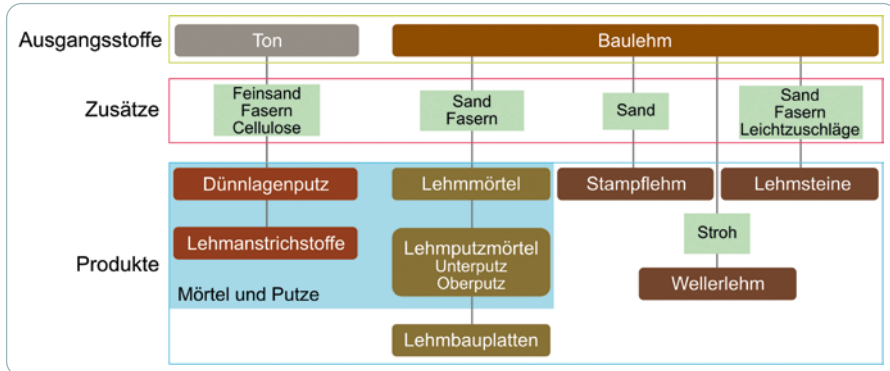 Ausgangsstoffe
Ton
Baulehm
Zusätze
Feinsand
Fasern
Cellulose
Sand
Fasern
Sand
Sand
Fasern
Leichtzuschläge
Produkte
Dünnlagenputz
Lehmmörtel
Stampflehm
Lehmsteine
Lehmanstrichstoffe
Lehmputzmörtel
Unterputz
Oberputz
Stroh
Wellerlehm
Mörtel und Putze
Lehmbauplatten